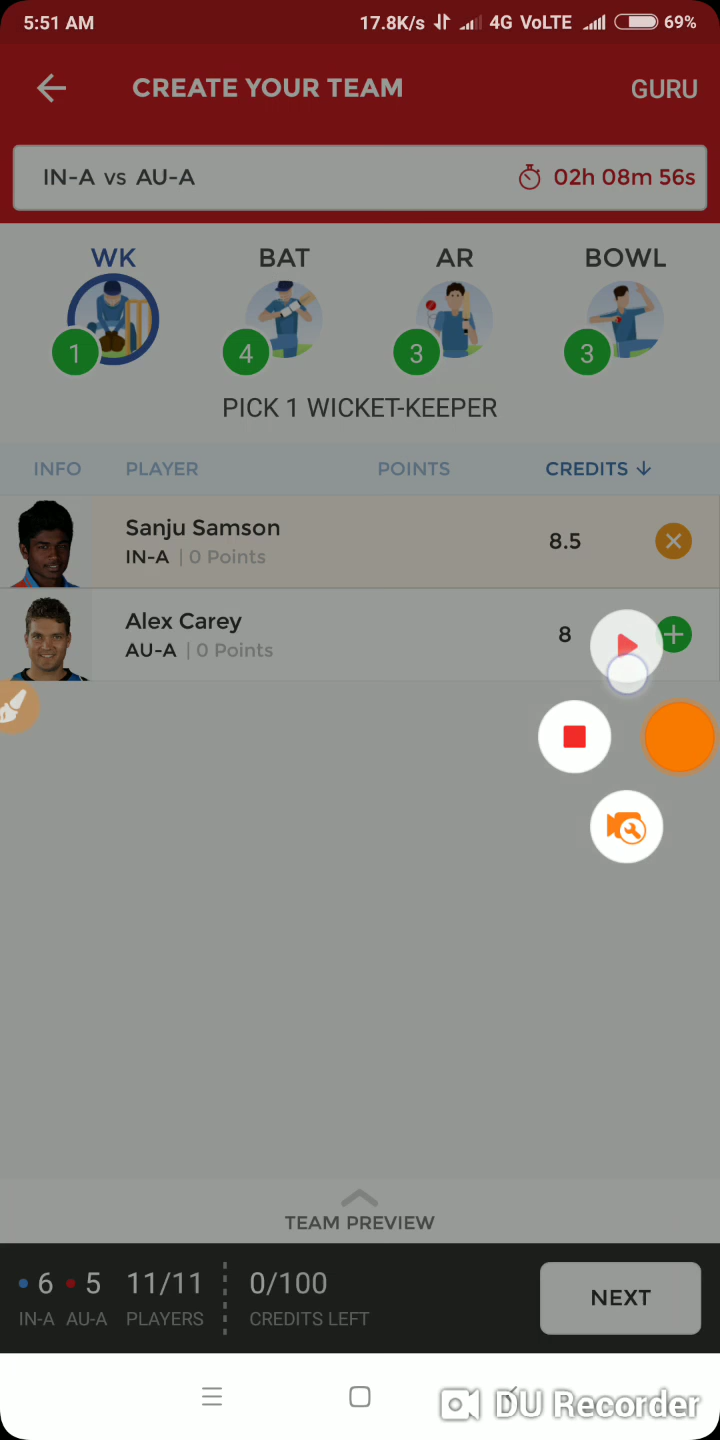 5:51 AM 17.8K/s 4G VoLTE 69%
CREATE YOUR TEAM GURU
IN-A vs AU-A 02h 08m 56s
WK BAT AR BOWL
1 4 3 3
PICK 1 WICKET-KEEPER
INFO PLAYER POINTS CREDITS
Sanju Samson 8.5
IN-A | 0 Points
Alex Carey 8
AU-A | 0 Points
TEAM PREVIEW
6 5 11/11 0/100 NEXT
IN-A AU-A PLAYERS CREDITS LEFT
DU Recorder